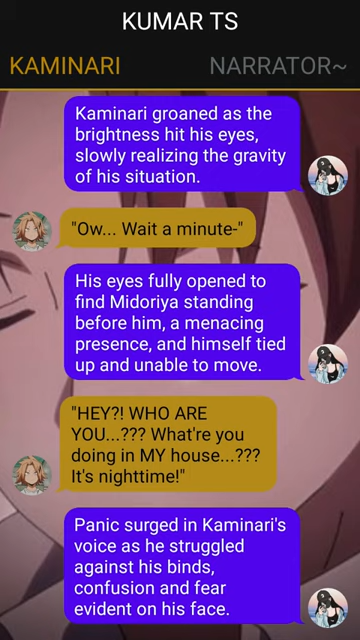 KUMAR TS
KAMINARI
NARRATOR~
Kaminari groaned as the
brightness hit his eyes,
slowly realizing the gravity
of his situation.
"Ow... Wait a minute-"
His eyes fully opened to
find Midoriya standing
before him, a menacing
presence, and himself tied
up and unable to move.
"HEY?! WHO ARE
YOU...??? What're you
doing in MY house...???
It's nighttime!"
Panic surged in Kaminari's
voice as he struggled
against his binds,
confusion and fear
evident on his face.